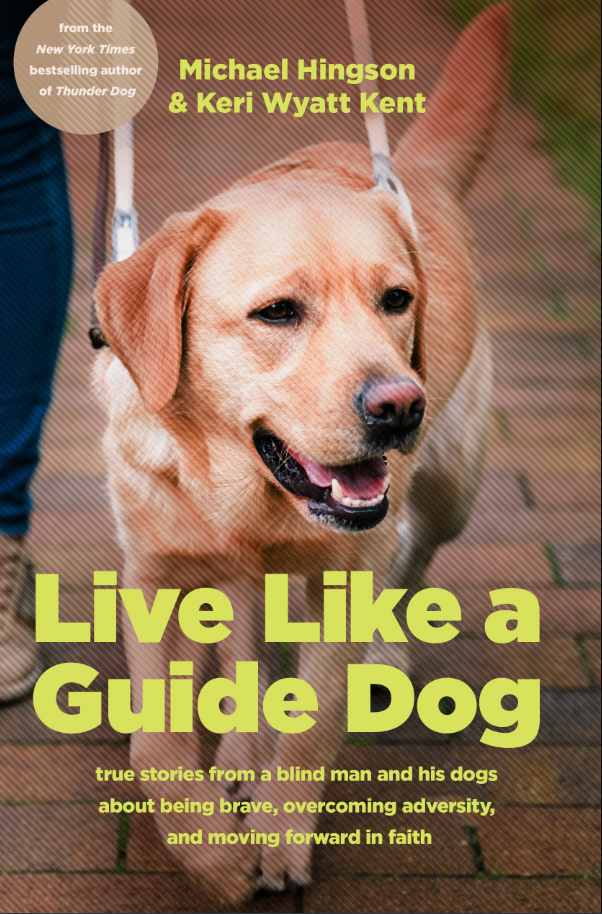 from the
New York Times
bestselling author
of Thunder Dog
Michael Hingson
& Keri Wyatt Kent
Live Like a
Guide Dog
true stories from a blind man and his dogs
about being brave, overcoming adversity,
and moving forward in faith